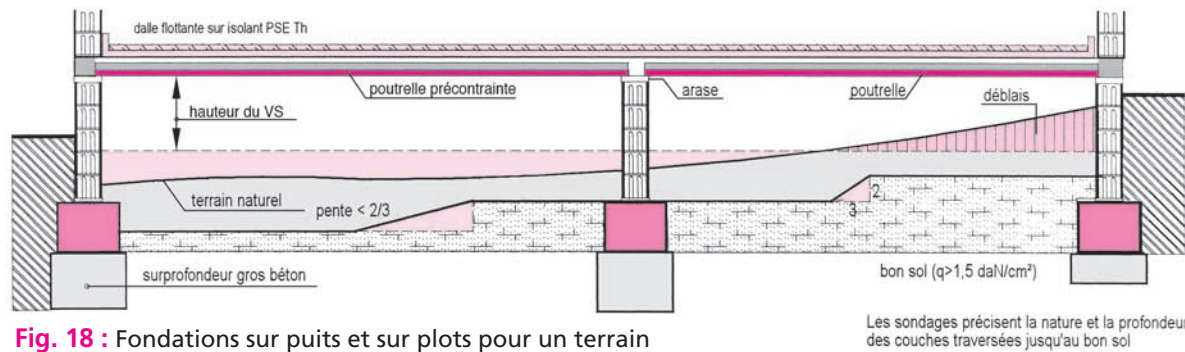 dalle flottante sur isolant PSE Th
poutrelle précontrainte
arase
poutrelle
déblais
hauteur du VS
terrain naturel
pente < 2/3
2
3
surprofondeur gros béton
bon sol (q>1,5 daN/cm²)
Fig. 18 : Fondations sur puits et sur plots pour un terrain
Les sondages précisent la nature et la profondeur
des couches traversées jusqu'au bon sol